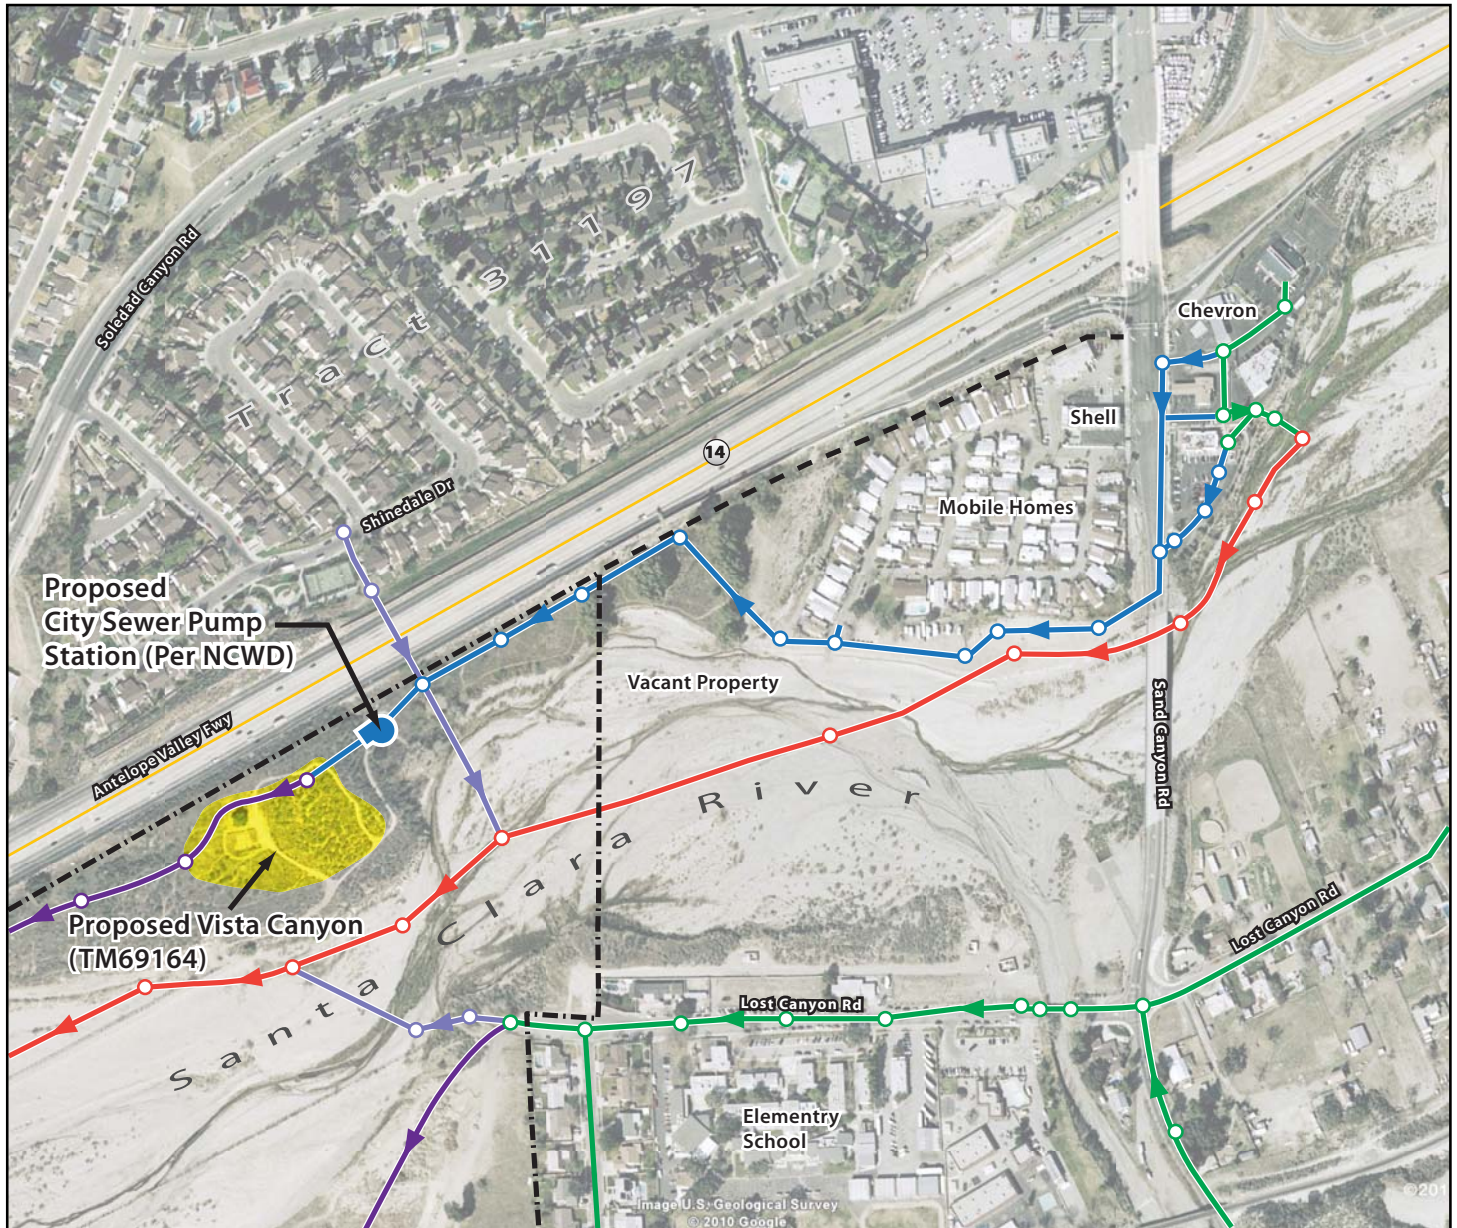 Soledad Canyon Rd
Tract 31197
Chevron
Shell
14
Shinedale Dr
Mobile Homes
Proposed
City Sewer Pump
Station (Per NCWD)
Vacant Property
Sand Canyon Rd
Antelope Valley Fwy
Santa Clara River
Proposed Vista Canyon
(TM69164)
Lost Canyon Rd
Lost Canyon Rd
Elementry
School
Image U.S. Geological Survey
© 2010 Google
©201